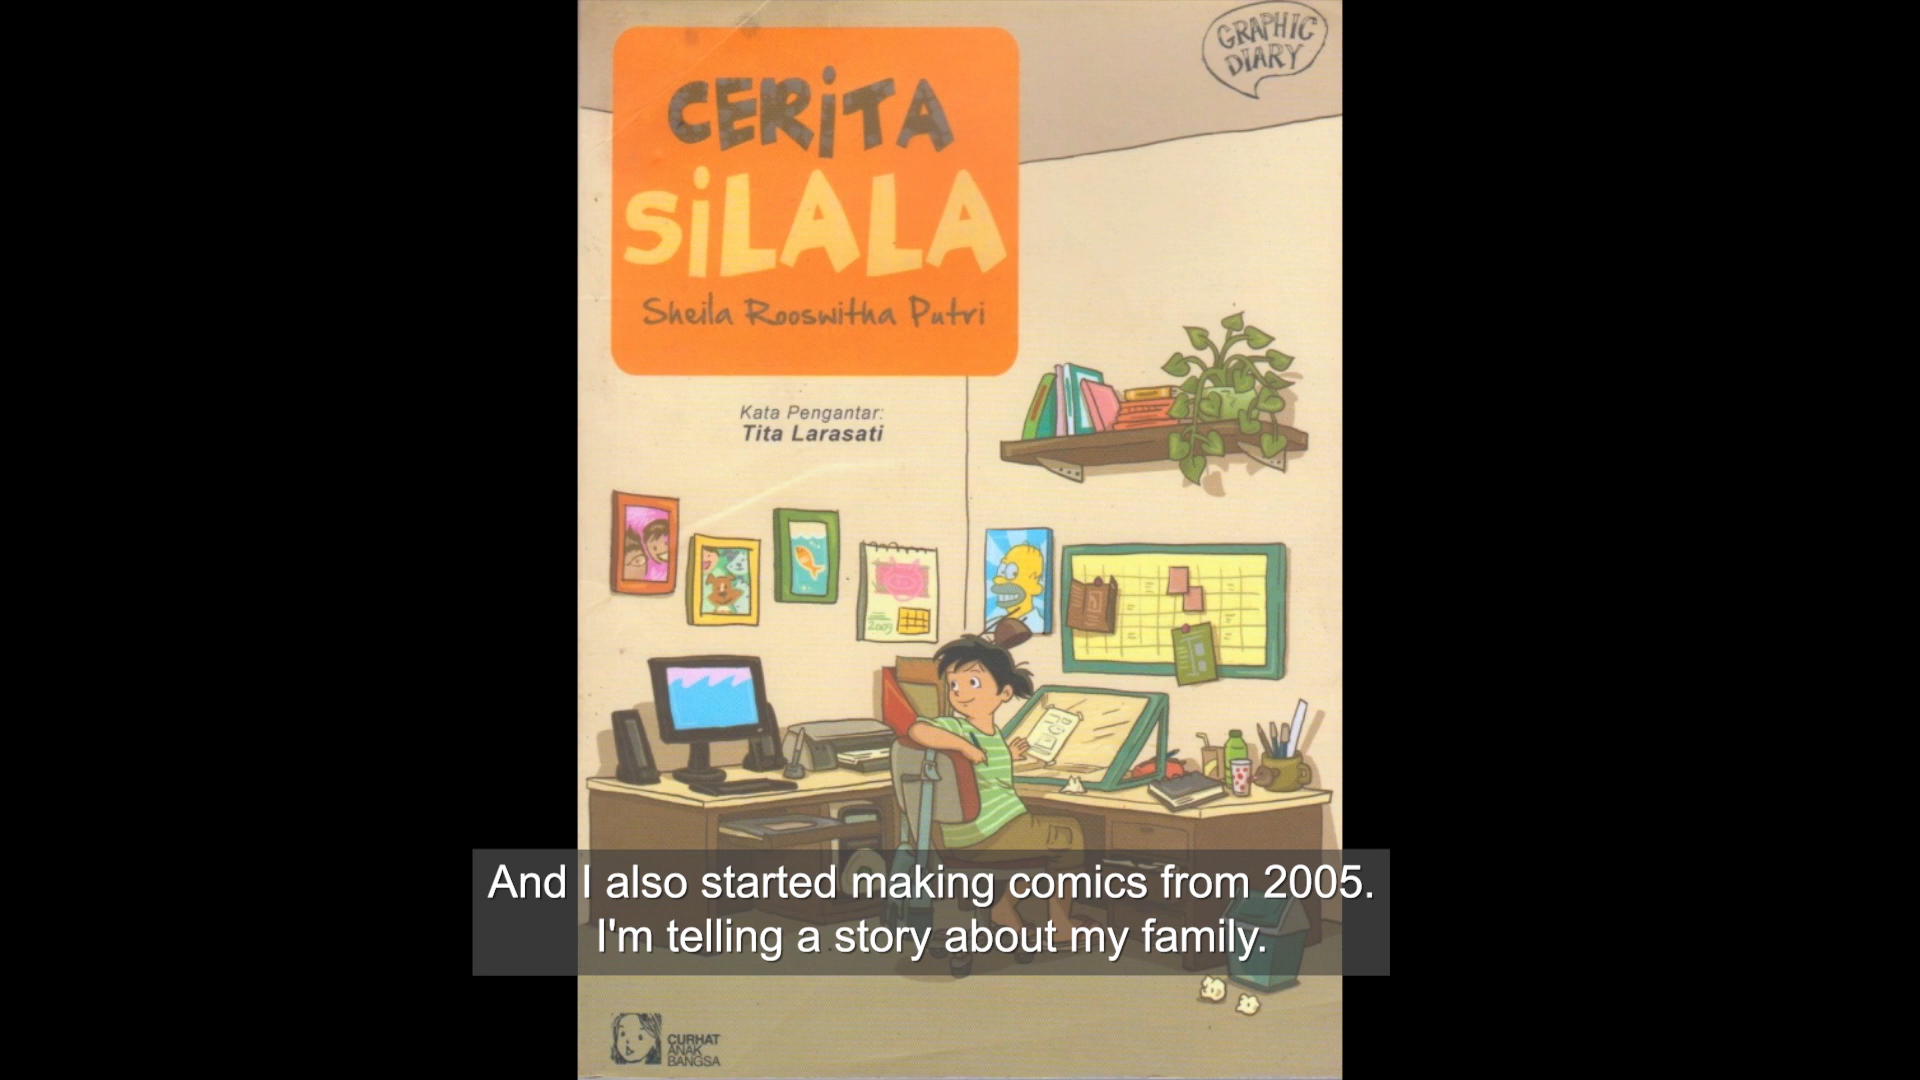 GRAPHIC
DIARY
CERiTA
SiLALA
Sheila Rooswitha Putri
Kata Pengantar:
Tita Larasati
2009
And I also started making comics from 2005.
I'm telling a story about my family.
CURHAT
ANAK
BANGSA